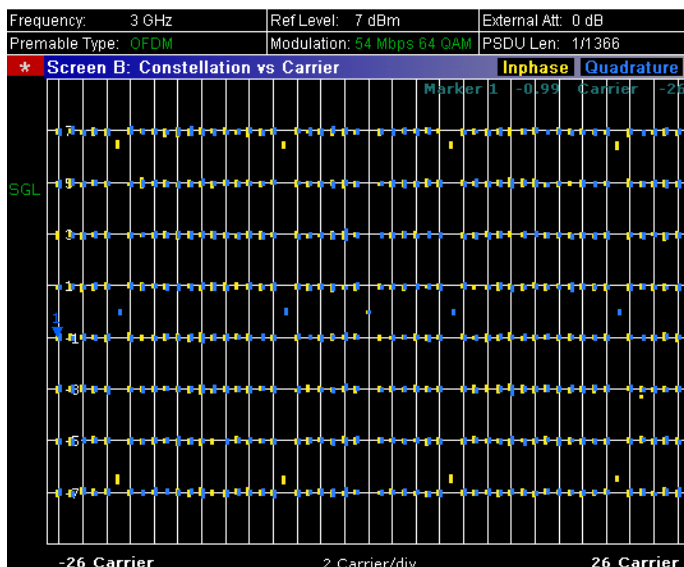 Frequency: 3 GHz Ref Level: 7 dBm External Att: 0 dB
Premable Type: OFDM Modulation: 54 Mbps 64 QAM PSDU Len: 1/1366
* Screen B: Constellation vs Carrier Inphase Quadrature
Marker 1 -0.99 Carrier -26
7
SGL 5
3
1
1
-1
-3
-5
-7
-26 Carrier 2 Carrier/div 26 Carrier